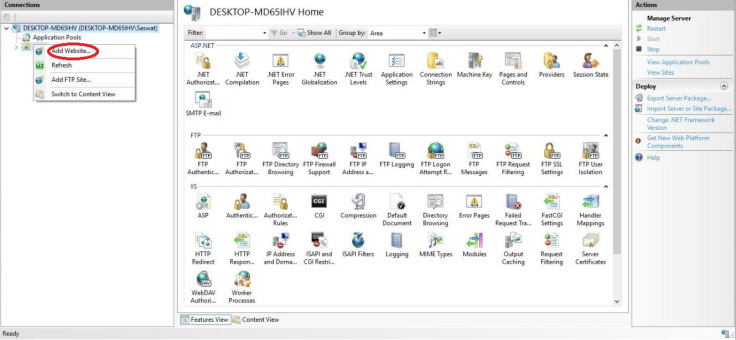 Connections
DESKTOP-MD65IHV (DESKTOP-MD65IHV\Saswat)
Application Pools
Add Website...
Refresh
Add FTP Site...
Switch to Content View
DESKTOP-MD65IHV Home
Filter: Go Show All Group by: Area
ASP.NET
.NET Authorizat...
.NET Compilation
.NET Error Pages
.NET Globalization
.NET Trust Levels
Application Settings
Connection Strings
Machine Key
Pages and Controls
Providers
Session State
SMTP E-mail
FTP
FTP Authentic...
FTP Authorizat...
FTP Directory Browsing
FTP Firewall Support
FTP IP Address a...
FTP Logging
FTP Logon Attempt R...
FTP Messages
FTP Request Filtering
FTP SSL Settings
FTP User Isolation
IIS
ASP
Authentic...
Authorizat... Rules
CGI
CGI
Compression
Default Document
Directory Browsing
Error Pages
Failed Request Tra...
FastCGI Settings
Handler Mappings
HTTP Redirect
HTTP Respon...
IP Address and Doma...
ISAPI and CGI Restri...
ISAPI Filters
Logging
MIME Types
Modules
Output Caching
Request Filtering
Server Certificates
WebDAV Authori...
Worker Processes
Features View
Content View
Actions
Manage Server
Restart
Start
Stop
View Application Pools
View Sites
Deploy
Export Server Package...
Import Server or Site Package...
Change .NET Framework
Version
Get New Web Platform
Components
Help
Ready